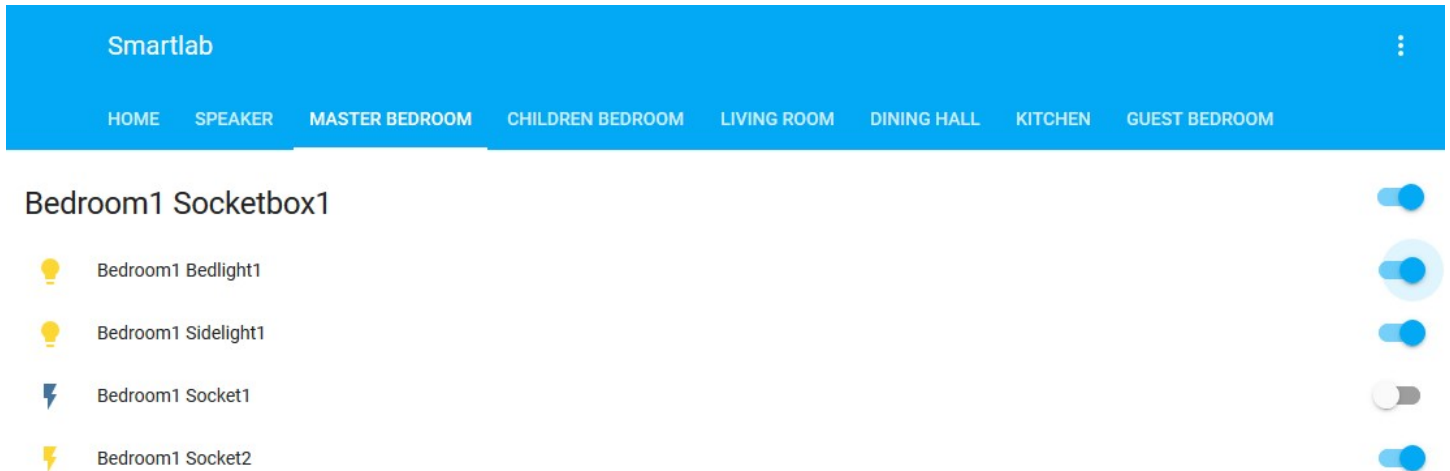 Smartlab
HOME SPEAKER MASTER BEDROOM CHILDREN BEDROOM LIVING ROOM DINING HALL KITCHEN GUEST BEDROOM
Bedroom1 Socketbox1
Bedroom1 Bedlight1
Bedroom1 Sidelight1
Bedroom1 Socket1
Bedroom1 Socket2